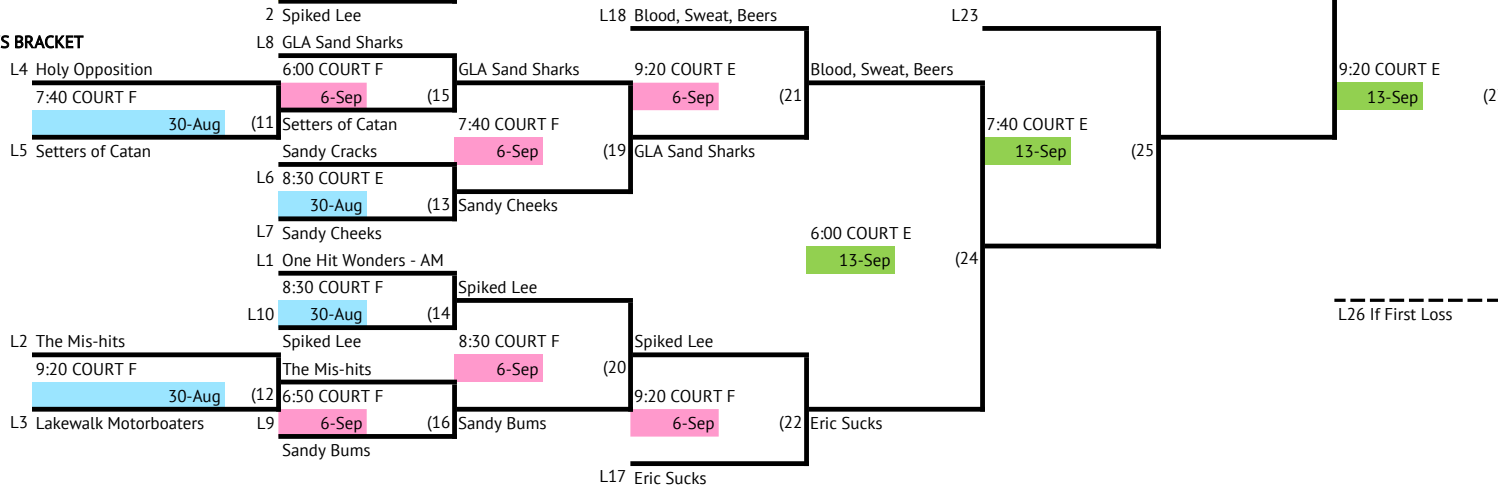 2 Spiked Lee
L18 Blood, Sweat, Beers
L23
S BRACKET
L8 GLA Sand Sharks
L4 Holy Opposition
6:00 COURT F
GLA Sand Sharks
9:20 COURT E
Blood, Sweat, Beers
9:20 COURT E
7:40 COURT F
6-Sep (15
6-Sep (21
13-Sep (2
30-Aug (11
Setters of Catan
7:40 COURT F
7:40 COURT E
L5 Setters of Catan
Sandy Cracks
6-Sep (19
GLA Sand Sharks
13-Sep (25
L6 8:30 COURT E
30-Aug (13
Sandy Cheeks
L7 Sandy Cheeks
6:00 COURT E
L1 One Hit Wonders - AM
13-Sep (24
8:30 COURT F
Spiked Lee
L10 30-Aug (14
L26 If First Loss
L2 The Mis-hits
Spiked Lee
8:30 COURT F
Spiked Lee
9:20 COURT F
The Mis-hits
6-Sep (20
30-Aug (12
6:50 COURT F
9:20 COURT F
L3 Lakewalk Motorboaters
L9 6-Sep (16
Sandy Bums
6-Sep (22
Eric Sucks
Sandy Bums
L17 Eric Sucks